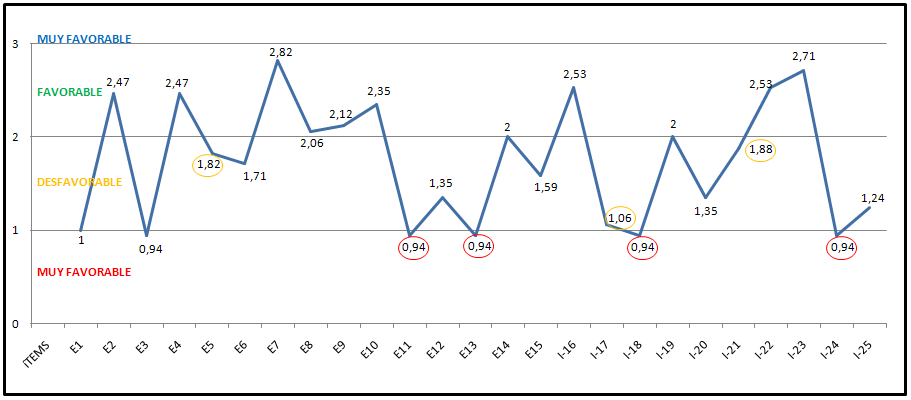 MUY FAVORABLE
3
2,82
2,71
2,47
2,47
2,53
2,53
FAVORABLE
2,35
2,12
2,06
2
2
2
1,82
1,88
1,71
DESFAVORABLE
1,59
1,35
1,35
1,24
1,06
1
1
0,94
0,94
0,94
0,94
0,94
MUY FAVORABLE
0
ITEMS
E1
E2
E3
E4
E5
E6
E7
E8
E9
E10
E11
E12
E13
E14
E15
I-16
I-17
I-18
I-19
I-20
I-21
I-22
I-23
I-24
I-25